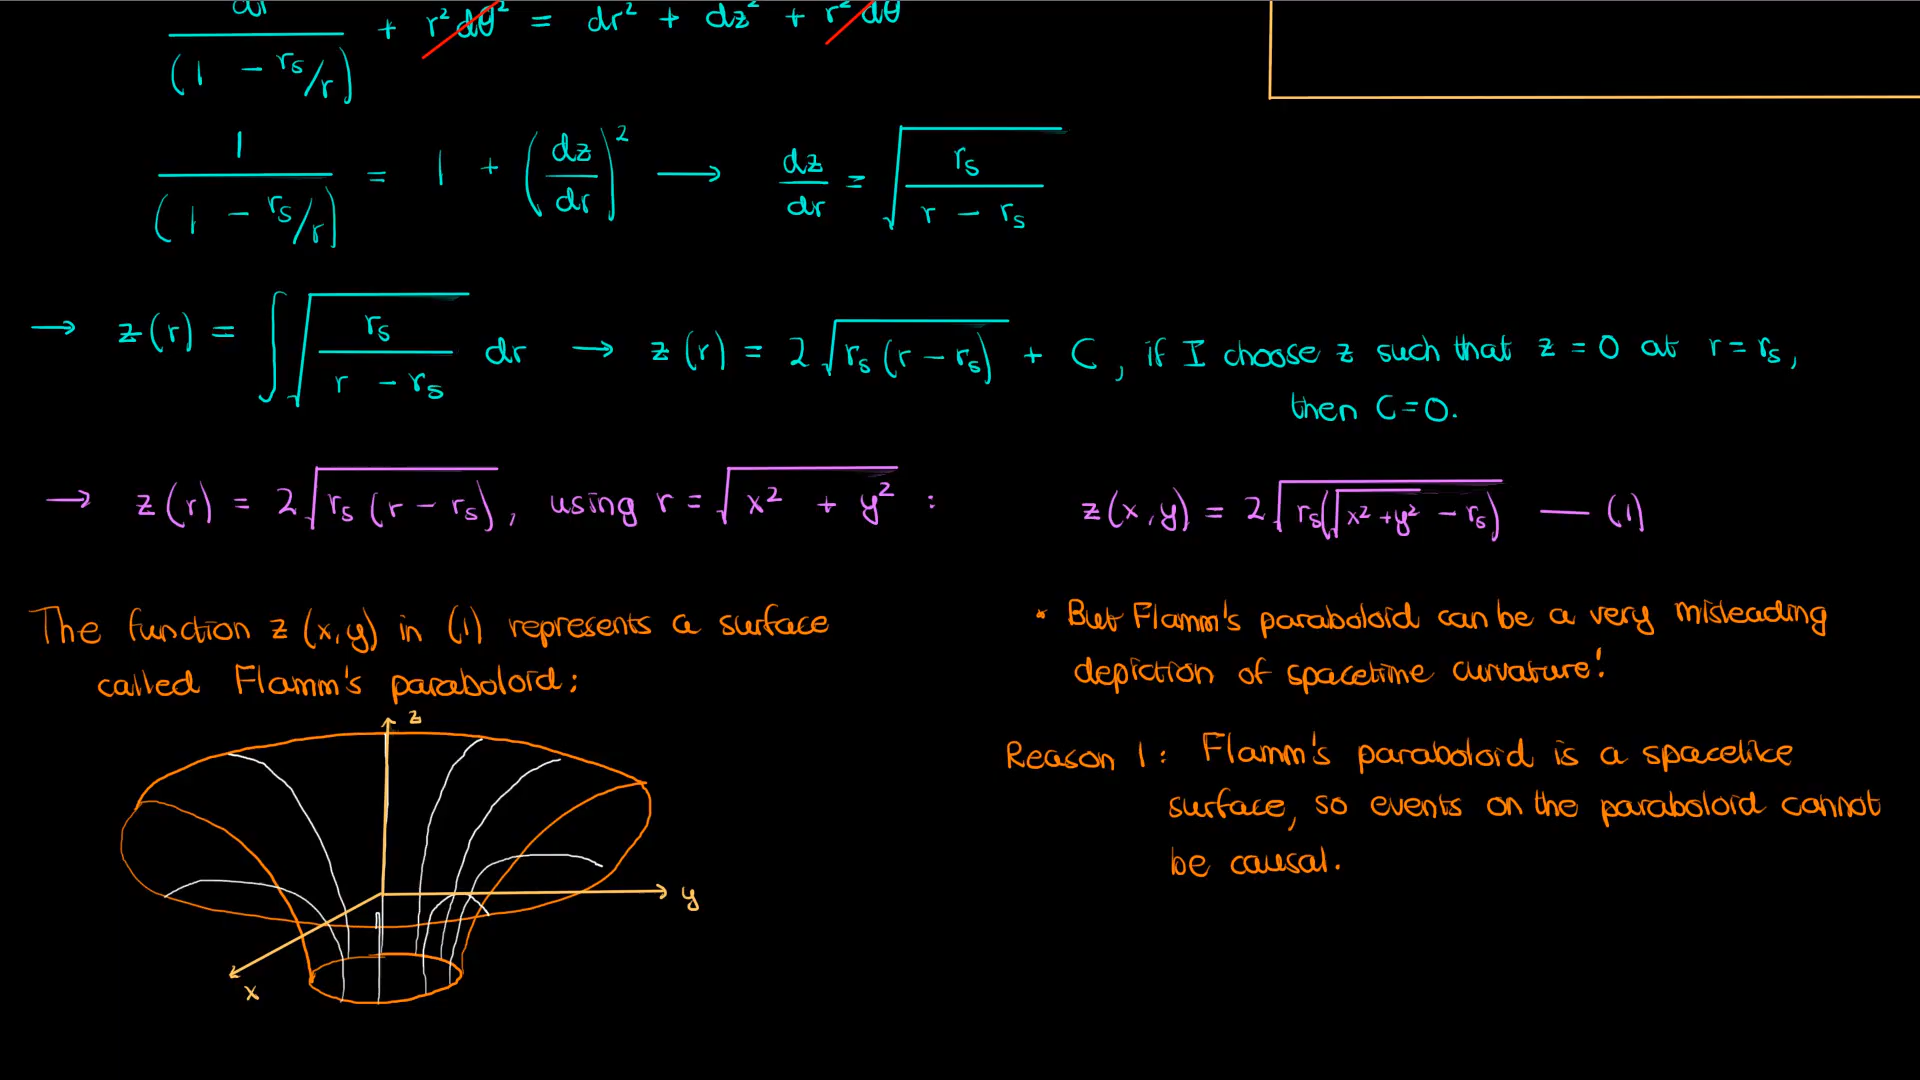 dr² / (1 - rs/r) + r²dθ² = dr² + dz² + r²dθ
1 / (1 - rs/r) = 1 + (dz/dr)² → dz/dr = √(rs / (r - rs))
→ z(r) = ∫ √(rs / (r - rs)) dr → z(r) = 2√(rs(r - rs)) + C, if I choose z such that z = 0 at r = rs,
then C = 0.
→ z(r) = 2√(rs(r - rs)), using r = √(x² + y²) : z(x,y) = 2√(rs(√(x² + y²) - rs)) — (1)
The function z(x,y) in (1) represents a surface
called Flamm's paraboloid:
z
y
x
* But Flamm's paraboloid can be a very misleading
depiction of spacetime curvature!
Reason 1: Flamm's paraboloid is a spacelike
surface, so events on the paraboloid cannot
be causal.